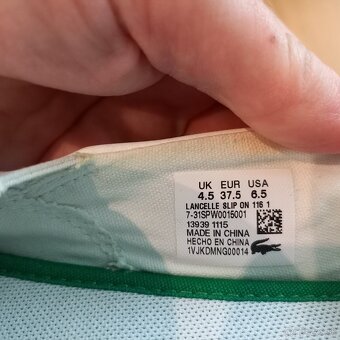 UK EUR USA
4.5 37.5 6.5
LANCELLE SLIP ON 116 1
7-31SPW0015001
13939 1115
MADE IN CHINA
HECHO EN CHINA
1VJKDMNG00014